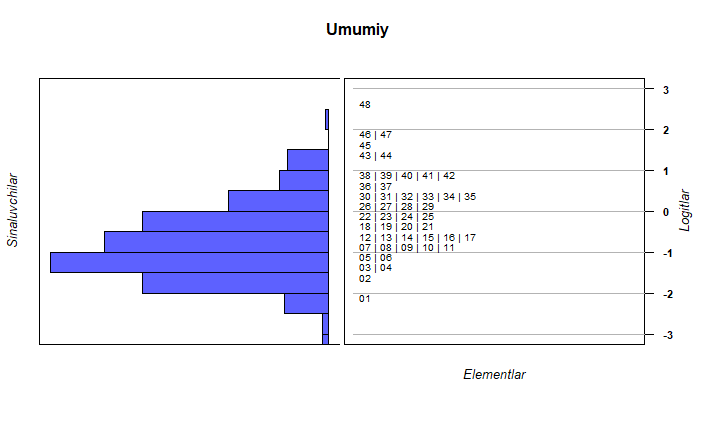 Umumiy
Sinaluvchilar
48
46 | 47
45
43 | 44
38 | 39 | 40 | 41 | 42
36 | 37
30 | 31 | 32 | 33 | 34 | 35
26 | 27 | 28 | 29
22 | 23 | 24 | 25
18 | 19 | 20 | 21
12 | 13 | 14 | 15 | 16 | 17
07 | 08 | 09 | 10 | 11
05 | 06
03 | 04
02
01
3
2
1
0
-1
-2
-3
Logitlar
Elementlar